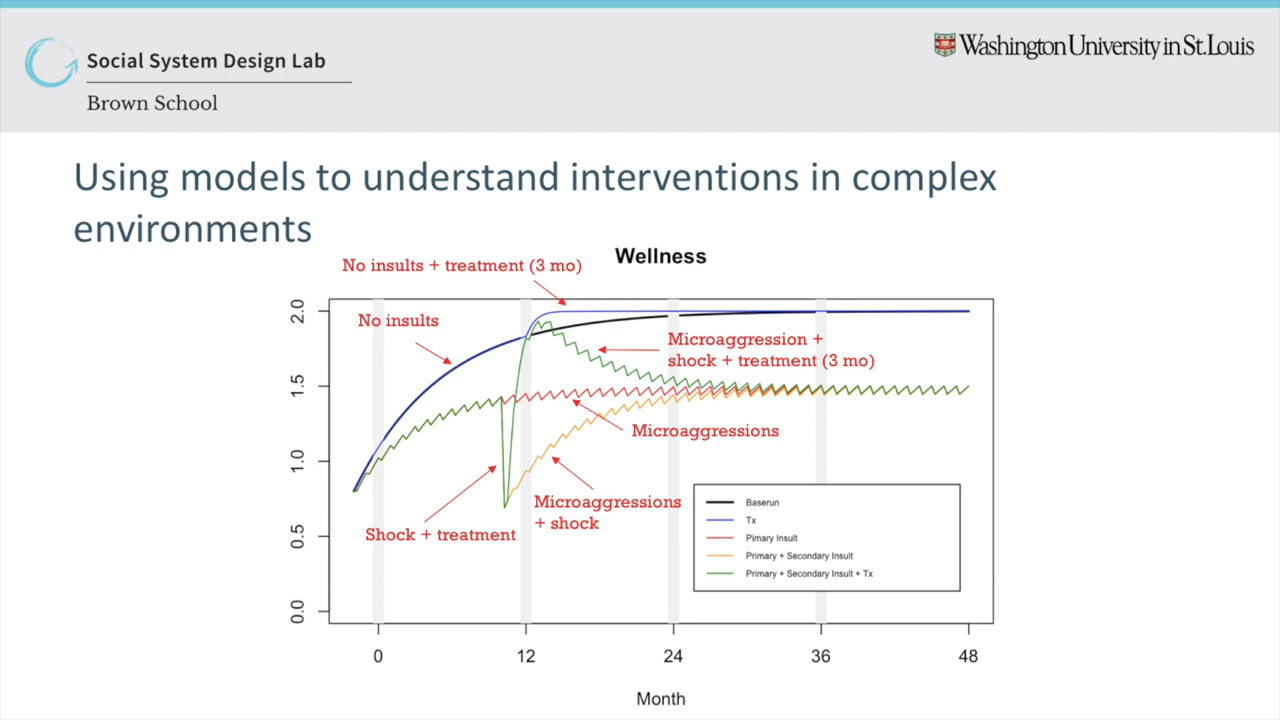 Social System Design Lab
Brown School
Washington University in St. Louis
Using models to understand interventions in complex
environments
Wellness
No insults + treatment (3 mo)
No insults
Microaggression +
shock + treatment (3 mo)
Microaggressions
Microaggressions
+ shock
Shock + treatment
2.0
1.5
1.0
0.5
0.0
Baserun
Tx
Pimary Insult
Primary + Secondary Insult
Primary + Secondary Insult + Tx
0 12 24 36 48
Month